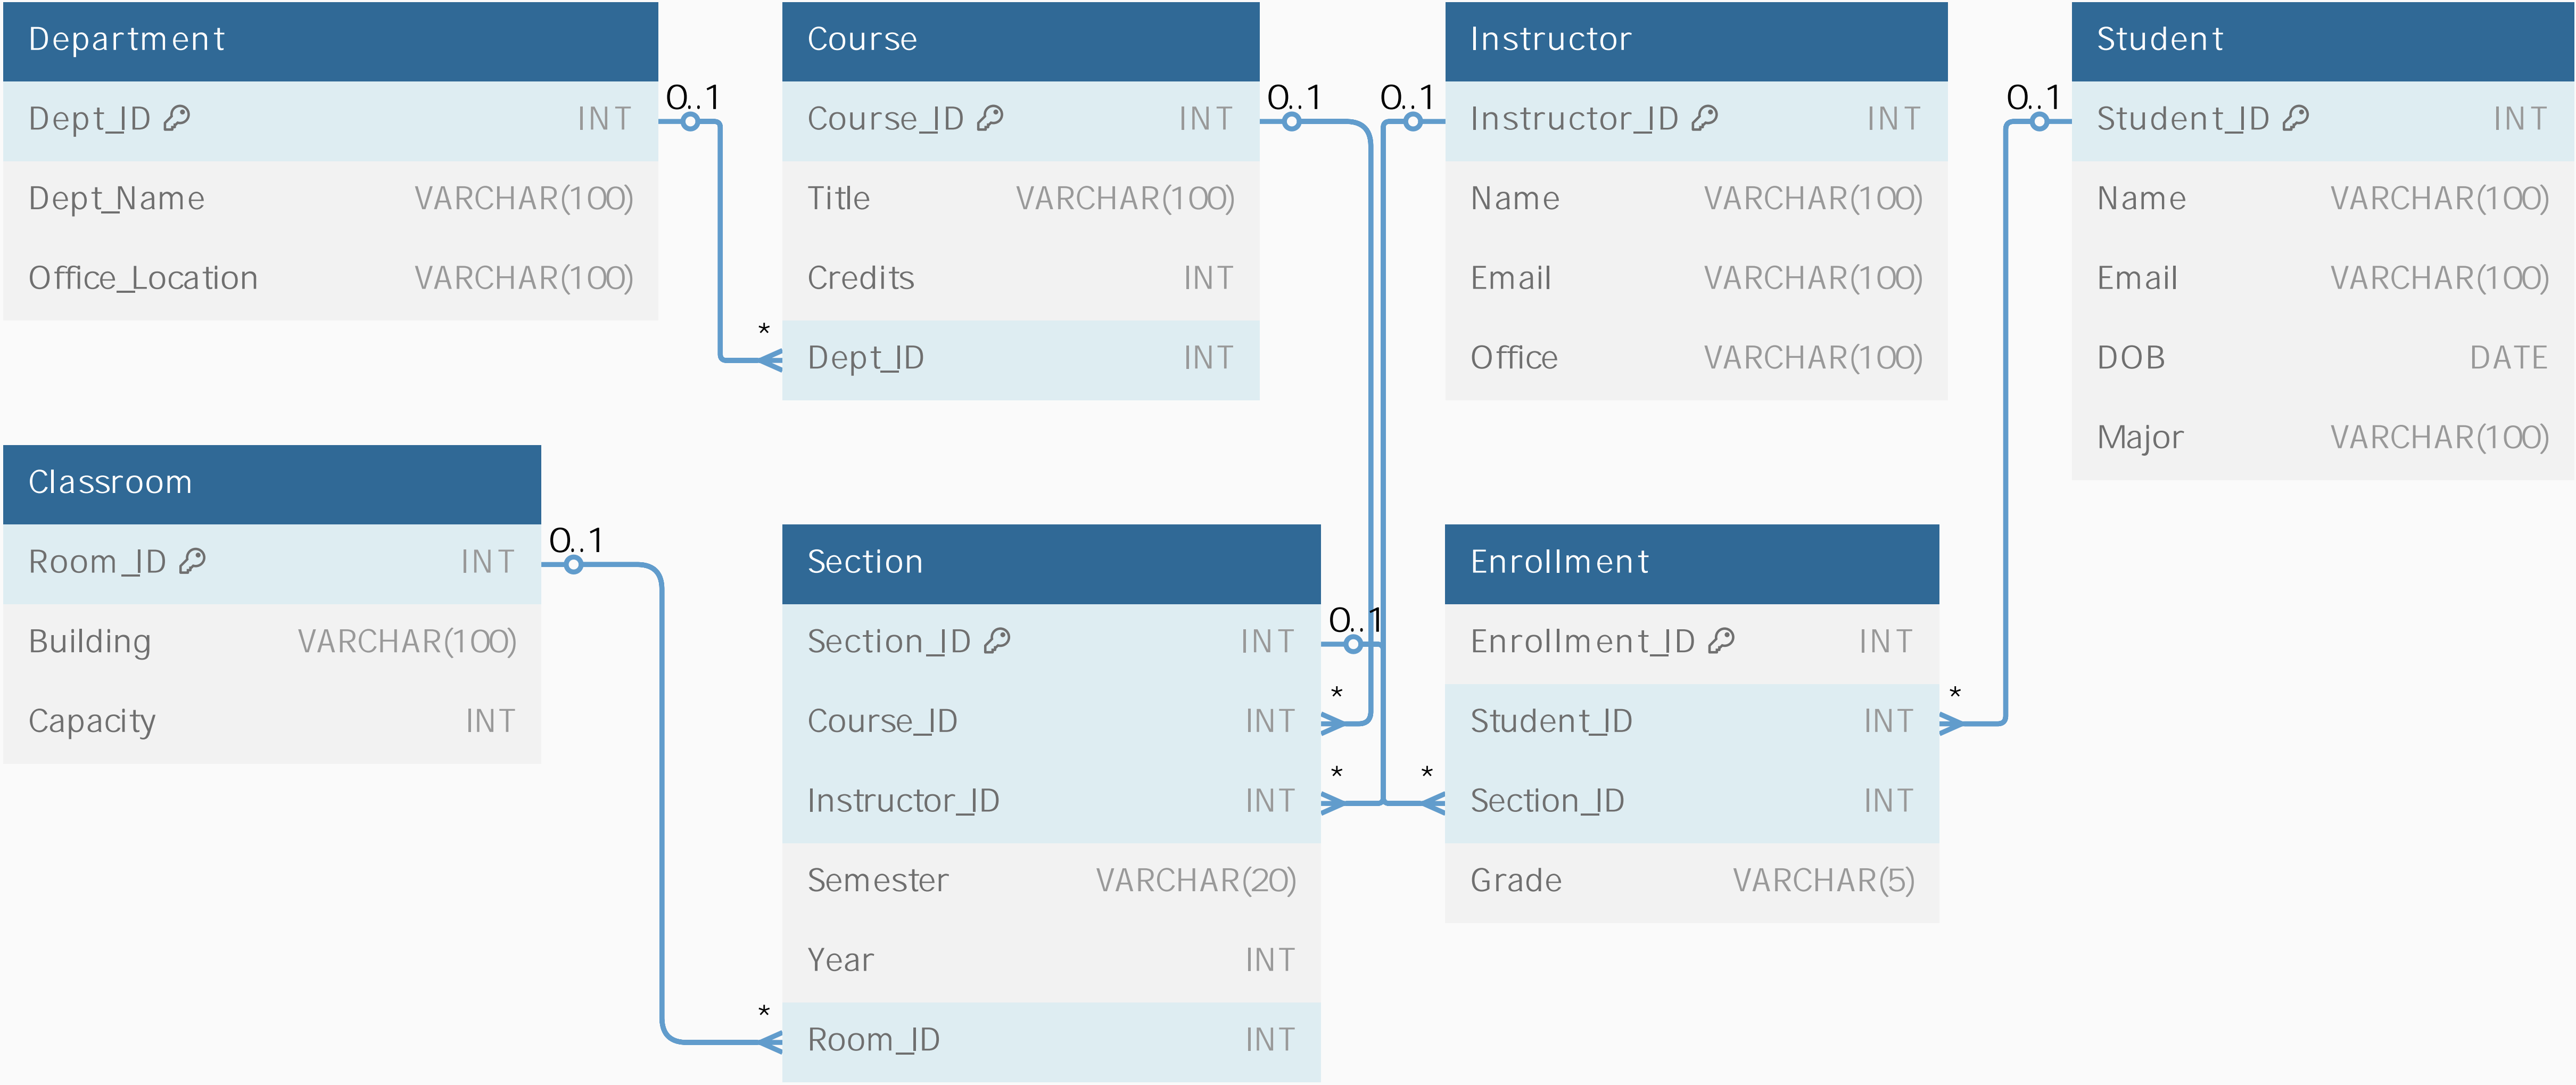 Department
Dept_ID INT
Dept_Name VARCHAR(100)
Office_Location VARCHAR(100)
0..1
*
Course
Course_ID INT
Title VARCHAR(100)
Credits INT
Dept_ID INT
0..1
0..1
Instructor
Instructor_ID INT
Name VARCHAR(100)
Email VARCHAR(100)
Office VARCHAR(100)
0..1
Student
Student_ID INT
Name VARCHAR(100)
Email VARCHAR(100)
DOB DATE
Major VARCHAR(100)
Classroom
Room_ID INT
Building VARCHAR(100)
Capacity INT
0..1
*
Section
Section_ID INT
Course_ID INT
Instructor_ID INT
Semester VARCHAR(20)
Year INT
Room_ID INT
0..1
*
*
*
Enrollment
Enrollment_ID INT
Student_ID INT
Section_ID INT
Grade VARCHAR(5)
*